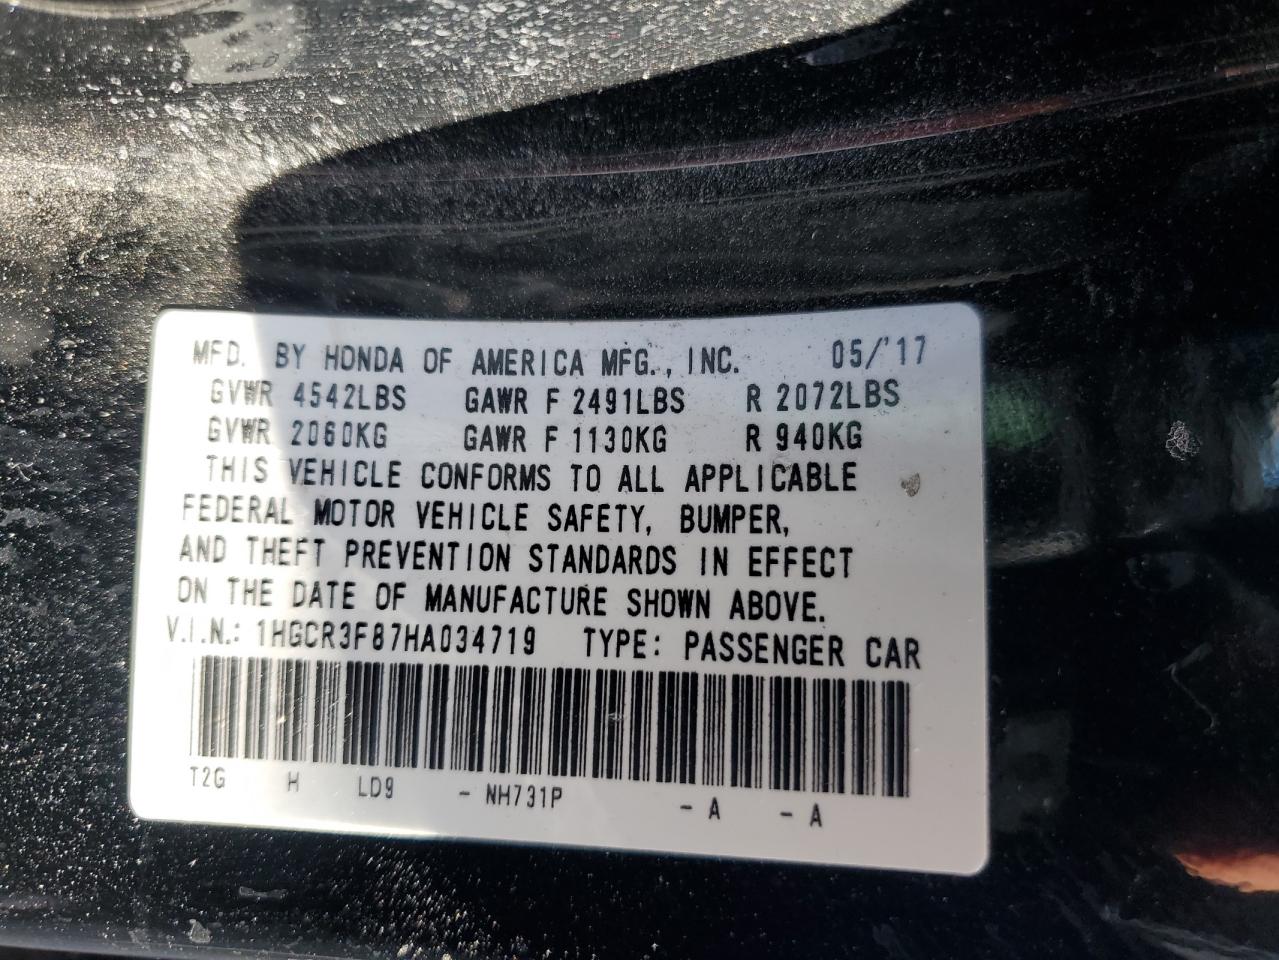 MFD. BY HONDA OF AMERICA MFG., INC. 05/'17
GVWR 4542LBS GAWR F 2491LBS R 2072LBS
GVWR 2060KG GAWR F 1130KG R 940KG
THIS VEHICLE CONFORMS TO ALL APPLICABLE
FEDERAL MOTOR VEHICLE SAFETY, BUMPER,
AND THEFT PREVENTION STANDARDS IN EFFECT
ON THE DATE OF MANUFACTURE SHOWN ABOVE.
V.I.N.: 1HGCR3F87HA034719 TYPE: PASSENGER CAR
T2G H LD9 - NH731P - A - A